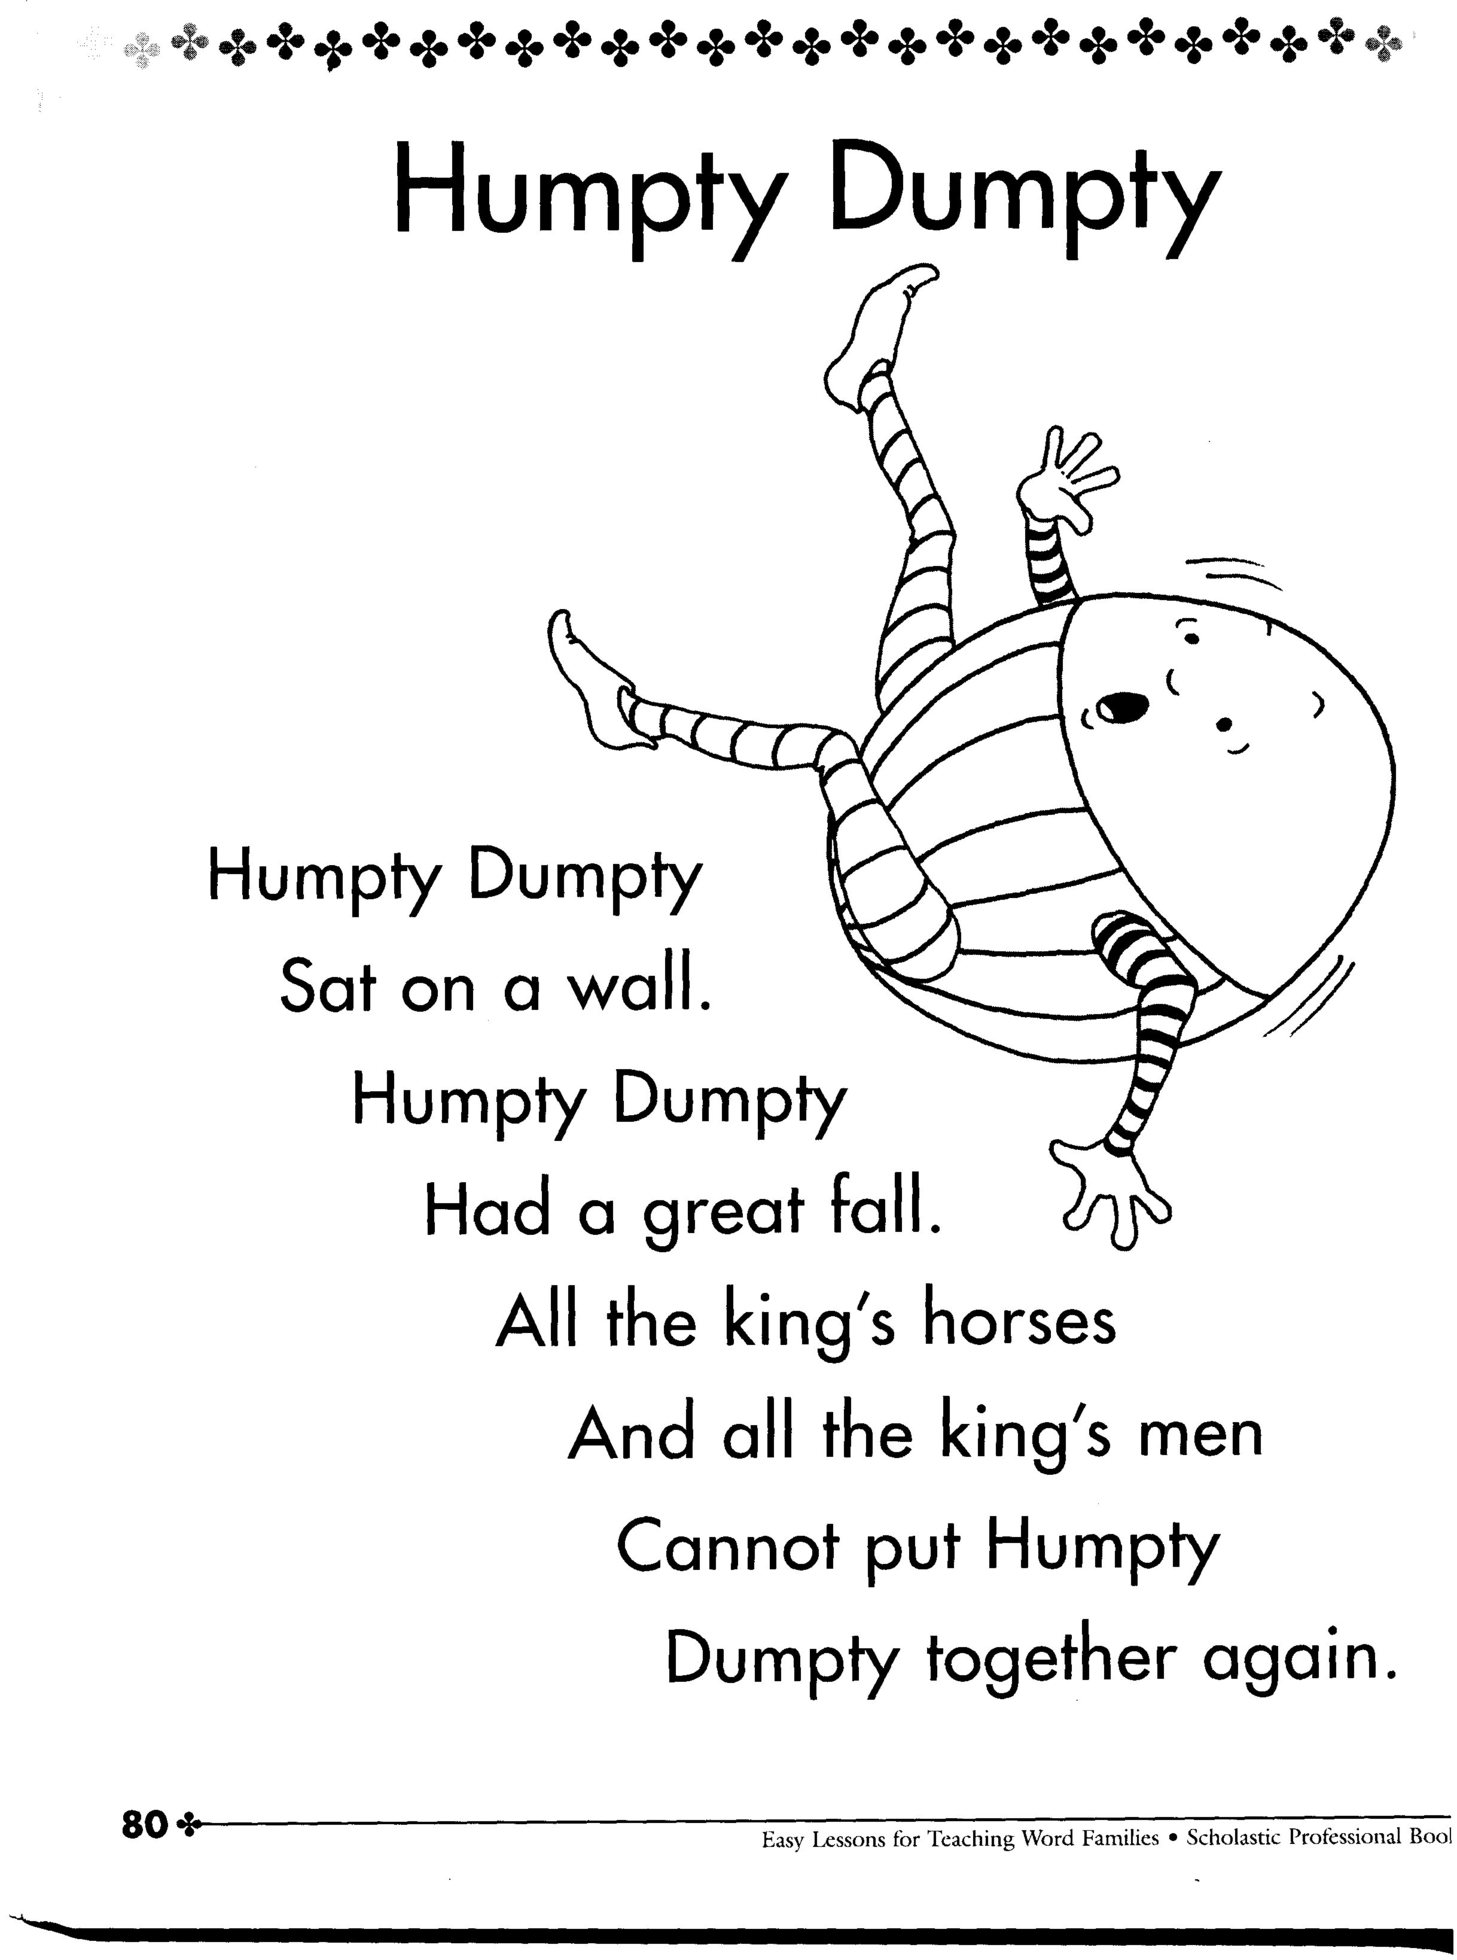 Humpty Dumpty
Humpty Dumpty
Sat on a wall.
Humpty Dumpty
Had a great fall.
All the king's horses
And all the king's men
Cannot put Humpty
Dumpty together again.
80
Easy Lessons for Teaching Word Families • Scholastic Professional Bool